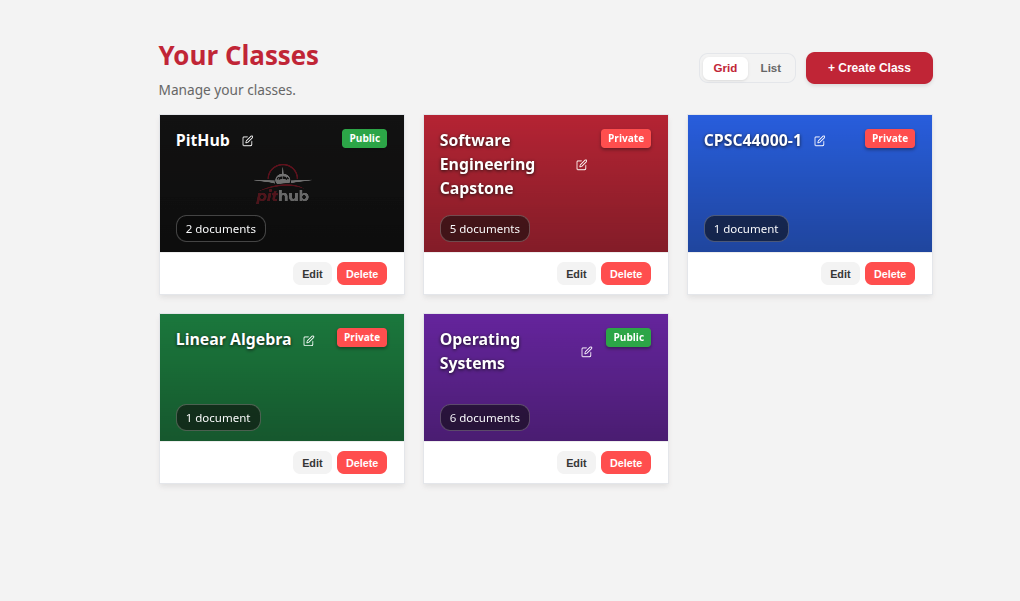 Your Classes
Manage your classes.
Grid
List
+ Create Class
PitHub
Public
pithub
2 documents
Edit
Delete
Software
Engineering
Capstone
Private
5 documents
Edit
Delete
CPSC44000-1
Private
1 document
Edit
Delete
Linear Algebra
Private
1 document
Edit
Delete
Operating
Systems
Public
6 documents
Edit
Delete